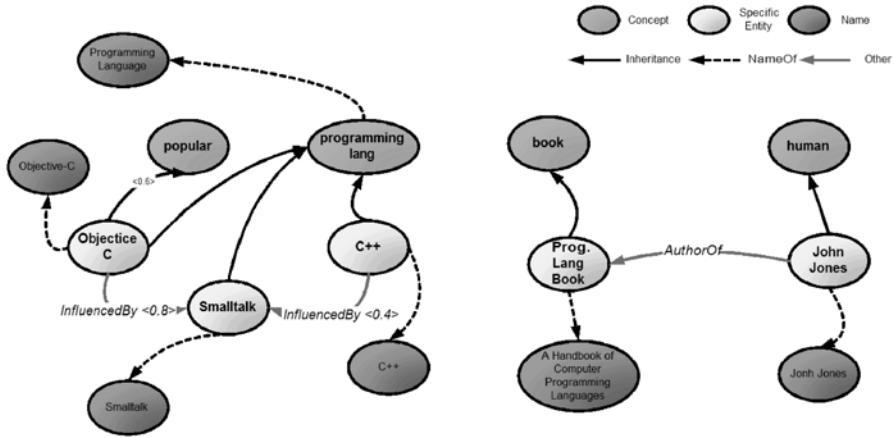 Concept
Specific
Entity
Name
Inheritance
NameOf
Other
Programming
Language
popular
programming
lang
Objective-C
<0.6>
Objectice
C
C++
InfluencedBy <0.8>
Smalltalk
InfluencedBy <0.4>
C++
Smalltalk
book
human
Prog.
Lang
Book
AuthorOf
John
Jones
A Handbook of
Computer
Programming
Languages
Jonh Jones